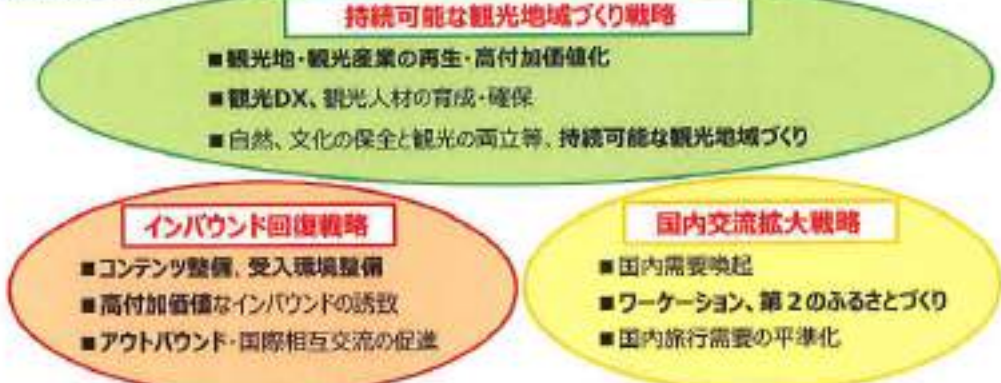 持続可能な観光地域づくり戦略
■観光地・観光産業の再生・高付加価値化
■観光DX、観光人材の育成・確保
■自然、文化の保全と観光の両立等、持続可能な観光地域づくり
インバウンド回復戦略
■コンテンツ整備、受入環境整備
■高付加価値なインバウンドの誘致
■アウトバウンド・国際相互交流の促進
国内交流拡大戦略
■国内需要喚起
■ワーケーション、第2のふるさとづくり
■国内旅行需要の平準化